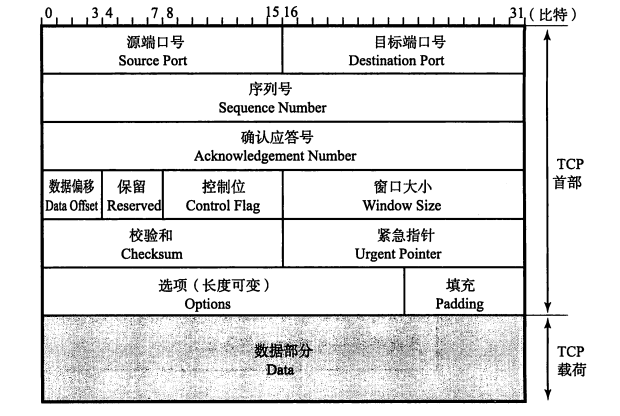 0 3 4 7 8 15 16 31 (比特)
源端口号
Source Port
目标端口号
Destination Port
序列号
Sequence Number
确认应答号
Acknowledgement Number
数据偏移
Data Offset
保留
Reserved
控制位
Control Flag
窗口大小
Window Size
校验和
Checksum
紧急指针
Urgent Pointer
选项（长度可变）
Options
填充
Padding
TCP
首部
数据部分
Data
TCP
载荷